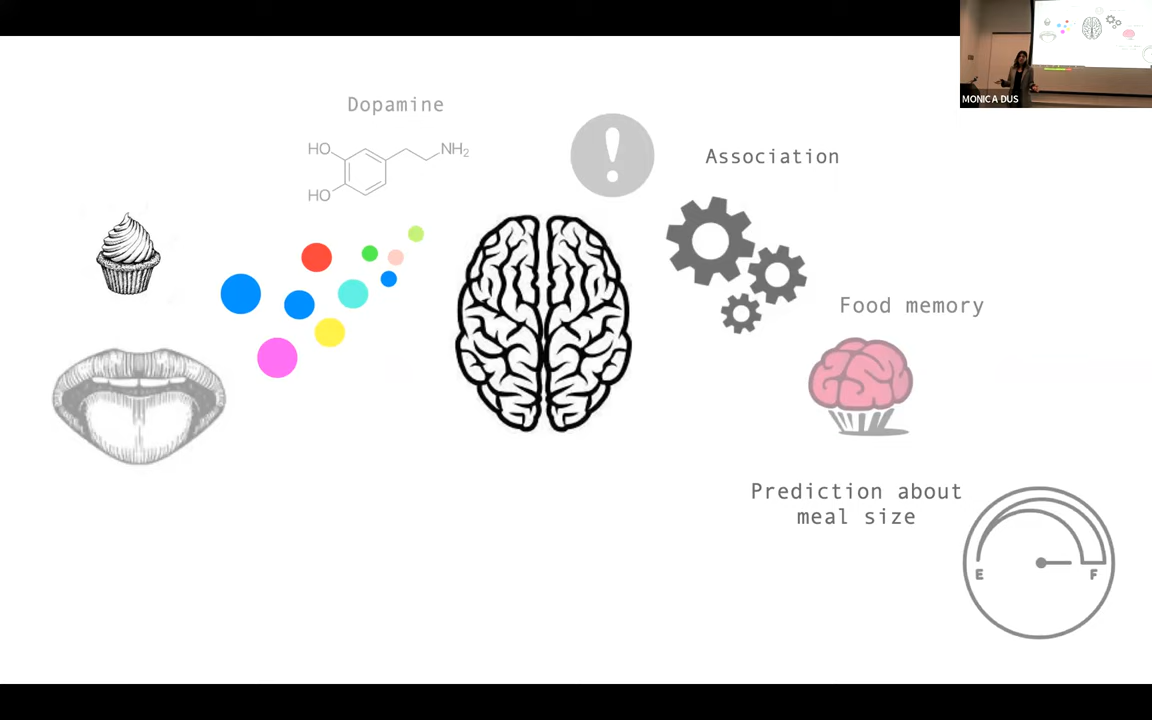 MONICA DUS
Dopamine
HO
NH2
HO
Association
Food memory
Prediction about
meal size
E
F